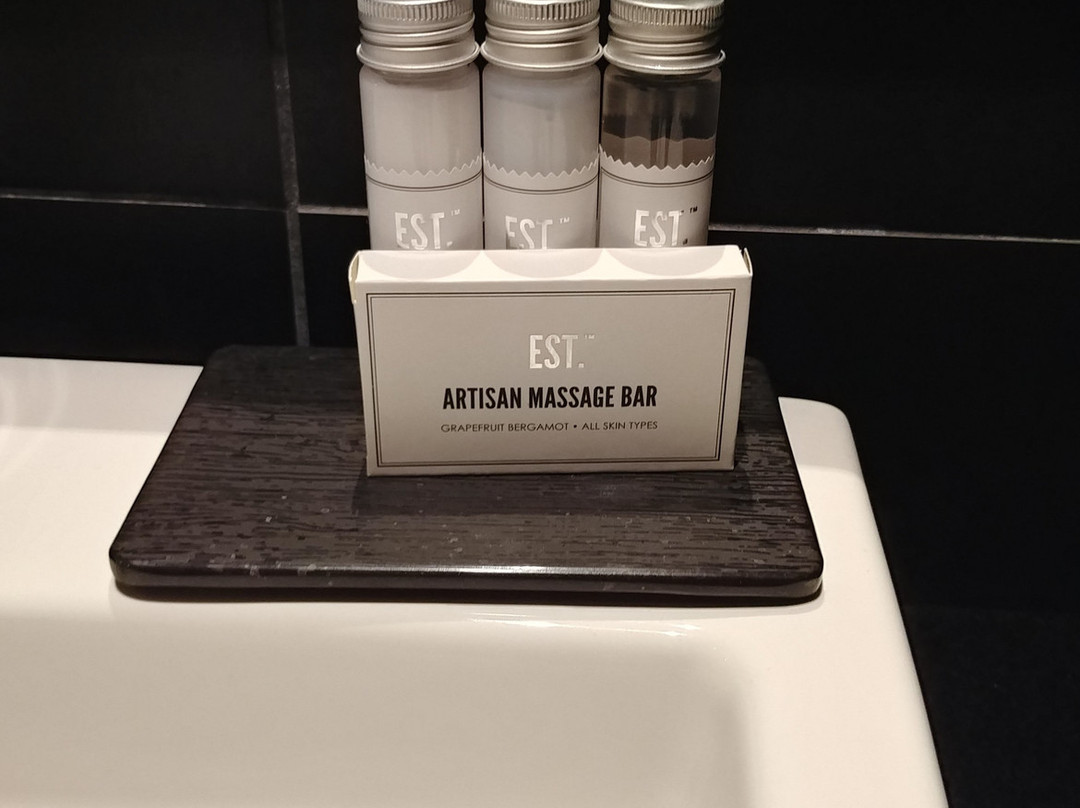 EST.™
EST.™
EST.™
EST.™
ARTISAN MASSAGE BAR
GRAPEFRUIT BERGAMOT • ALL SKIN TYPES